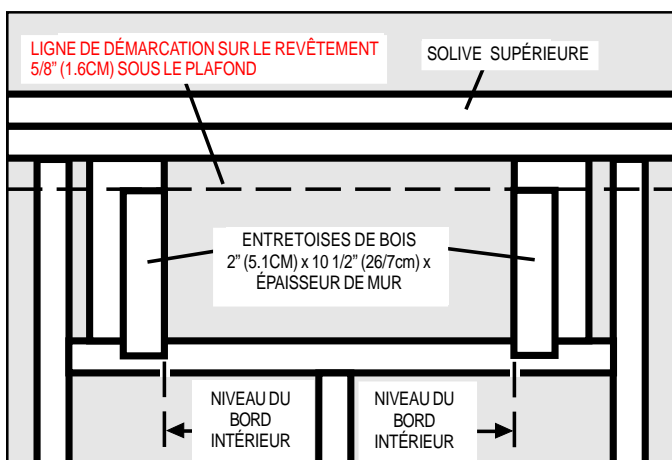 LIGNE DE DÉMARCATION SUR LE REVÊTEMENT
5/8” (1.6CM) SOUS LE PLAFOND
SOLIVE SUPÉRIEURE
ENTRETOISES DE BOIS
2” (5.1CM) x 10 1/2” (26/7cm) x
ÉPAISSEUR DE MUR
NIVEAU DU
BORD
INTÉRIEUR
NIVEAU DU
BORD
INTÉRIEUR